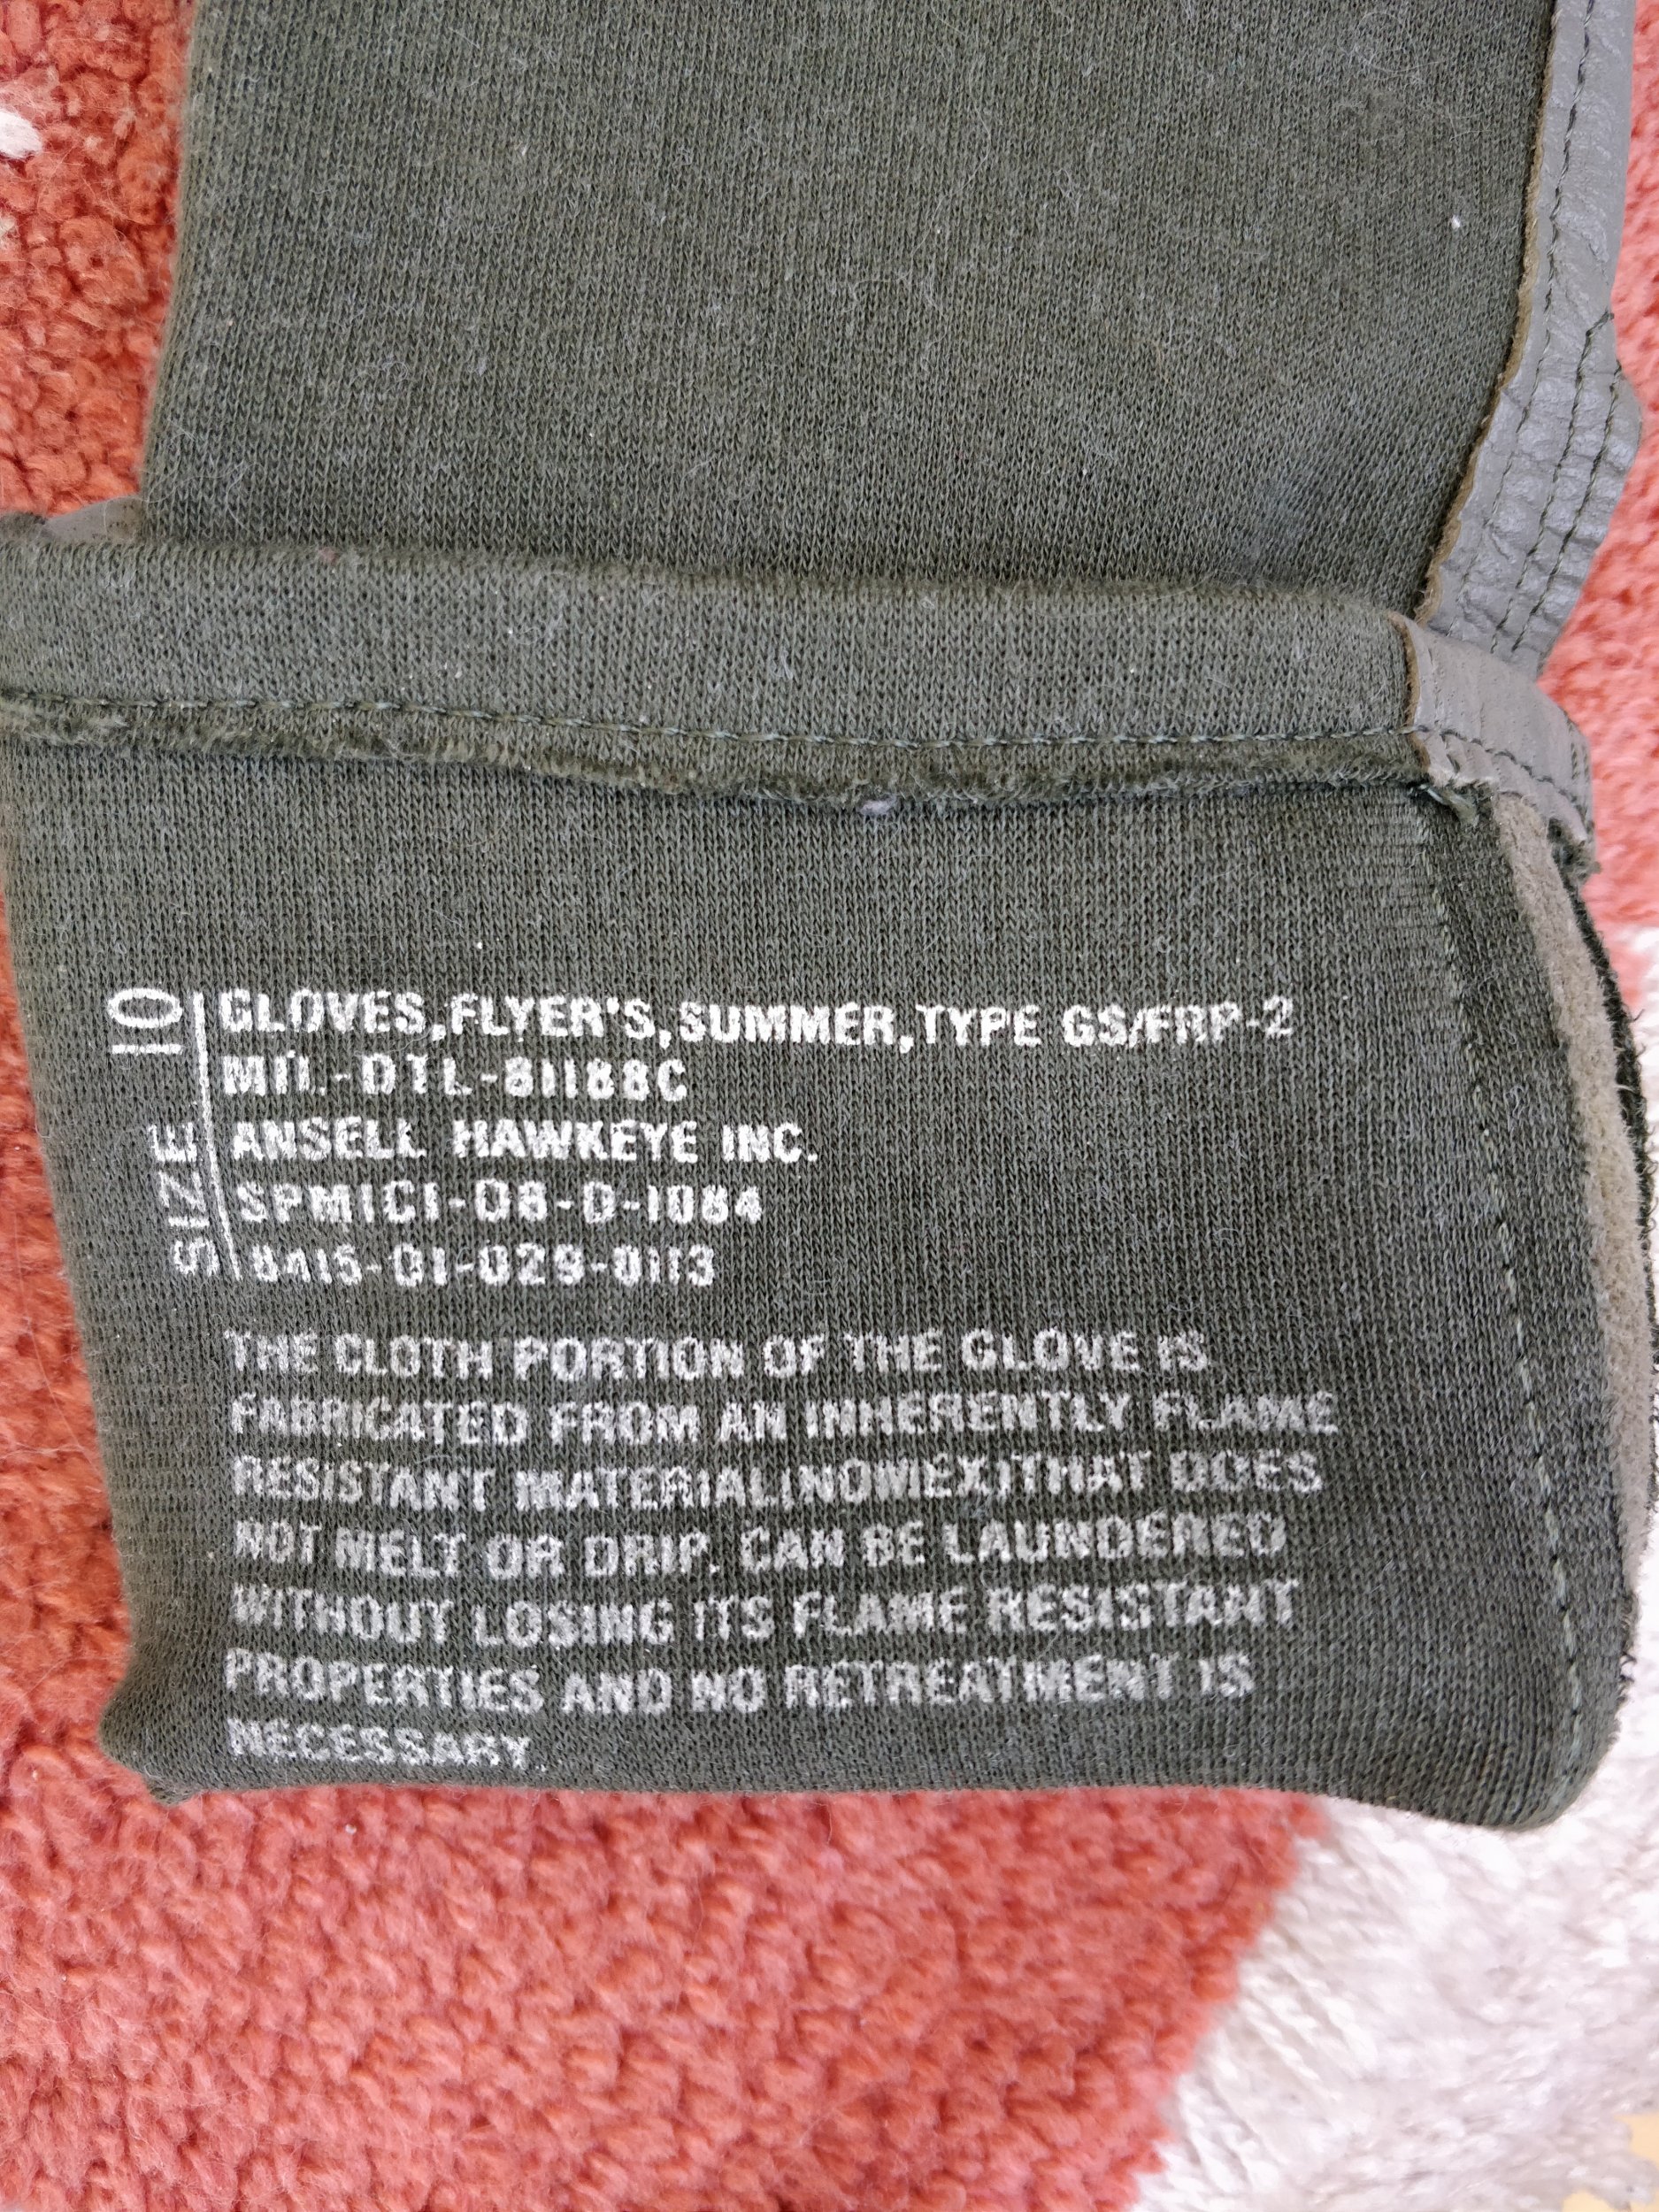 SIZE 10
GLOVES,FLYER'S,SUMMER,TYPE GS/FRP-2
MIL-DTL-81188C
ANSELL HAWKEYE INC.
SPM1C1-08-D-1084
8415-01-029-0113
THE CLOTH PORTION OF THE GLOVE IS
FABRICATED FROM AN INHERENTLY FLAME
RESISTANT MATERIAL(NOMEX)THAT DOES
NOT MELT OR DRIP. CAN BE LAUNDERED
WITHOUT LOSING ITS FLAME RESISTANT
PROPERTIES AND NO RETREATMENT IS
NECESSARY.